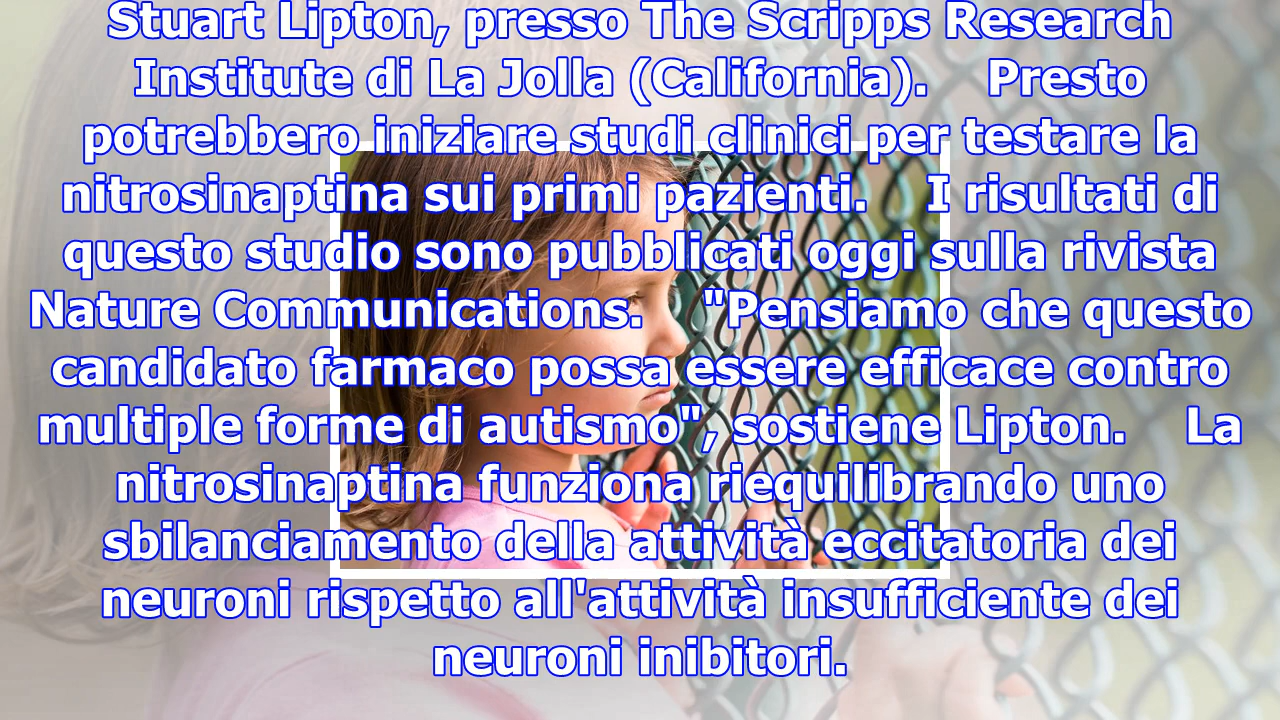 Stuart Lipton, presso The Scripps Research
Institute di La Jolla (California).    Presto
potrebbero iniziare studi clinici per testare la
nitrosinaptina sui primi pazienti.    I risultati di
questo studio sono pubblicati oggi sulla rivista
Nature Communications.    "Pensiamo che questo
candidato farmaco possa essere efficace contro
multiple forme di autismo", sostiene Lipton.    La
nitrosinaptina funziona riequilibrando uno
sbilanciamento della attività eccitatoria dei
neuroni rispetto all'attività insufficiente dei
neuroni inibitori.